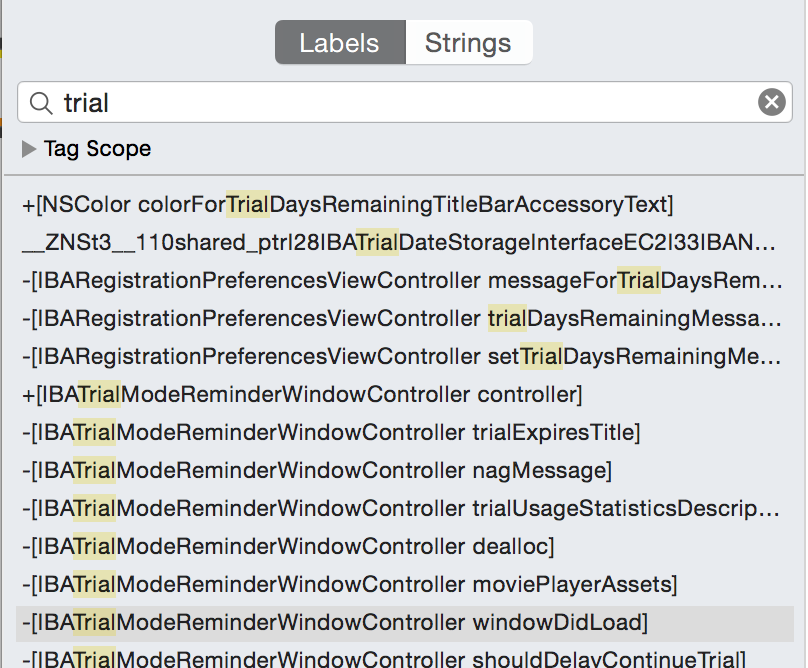 Labels Strings
trial
Tag Scope
+[NSColor colorForTrialDaysRemainingTitleBarAccessoryText]
__ZNSt3__110shared_ptrI28IBATrialDateStorageInterfaceEC2I33IBAN...
-[IBARegistrationPreferencesViewController messageForTrialDaysRem...
-[IBARegistrationPreferencesViewController trialDaysRemainingMessa...
-[IBARegistrationPreferencesViewController setTrialDaysRemainingMe...
+[IBATrialModeReminderWindowController controller]
-[IBATrialModeReminderWindowController trialExpiresTitle]
-[IBATrialModeReminderWindowController nagMessage]
-[IBATrialModeReminderWindowController trialUsageStatisticsDescrip...
-[IBATrialModeReminderWindowController dealloc]
-[IBATrialModeReminderWindowController moviePlayerAssets]
-[IBATrialModeReminderWindowController windowDidLoad]
-[IBATrialModeReminderWindowController shouldDelayContinueTrial]